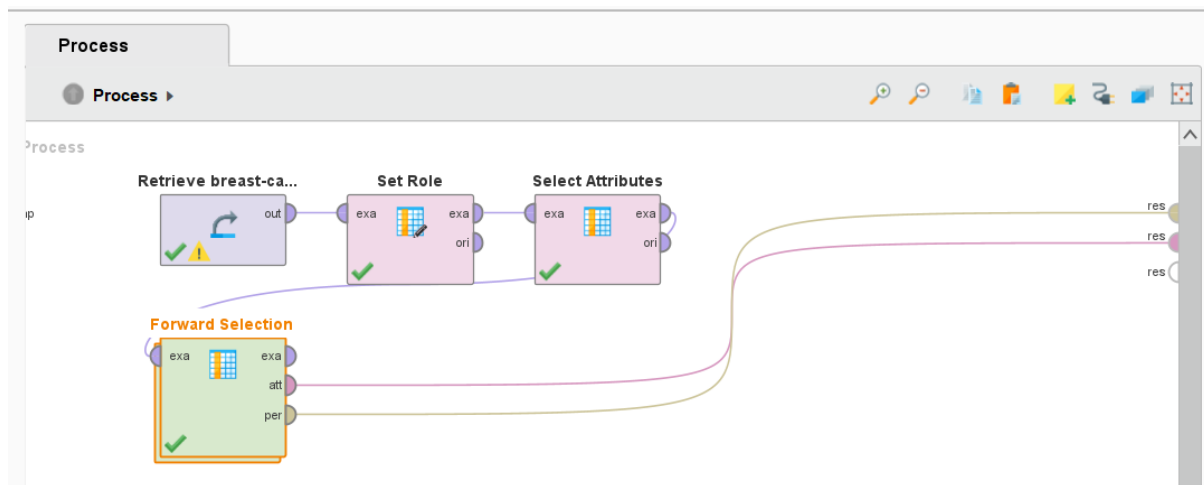 Process
Process
Process
Retrieve breast-ca...
Set Role
Select Attributes
out
exa
exa
ori
exa
exa
ori
res
res
res
Forward Selection
exa
exa
att
per